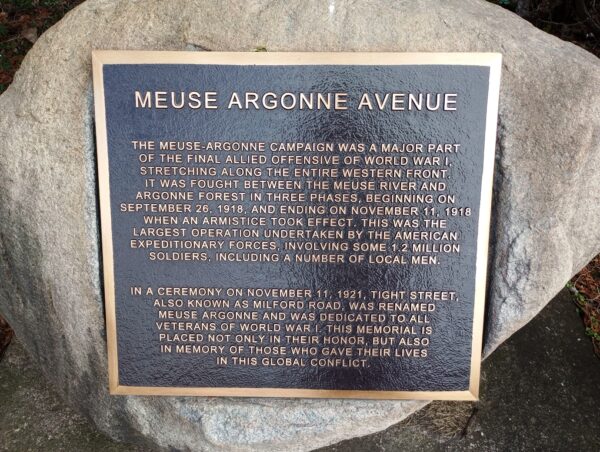 MEUSE ARGONNE AVENUE
THE MEUSE-ARGONNE CAMPAIGN WAS A MAJOR PART
OF THE FINAL ALLIED OFFENSIVE OF WORLD WAR I,
STRETCHING ALONG THE ENTIRE WESTERN FRONT.
IT WAS FOUGHT BETWEEN THE MEUSE RIVER AND
ARGONNE FOREST IN THREE PHASES, BEGINNING ON
SEPTEMBER 26, 1918, AND ENDING ON NOVEMBER 11, 1918
WHEN AN ARMISTICE TOOK EFFECT. THIS WAS THE
LARGEST OPERATION UNDERTAKEN BY THE AMERICAN
EXPEDITIONARY FORCES, INVOLVING SOME 1.2 MILLION
SOLDIERS, INCLUDING A NUMBER OF LOCAL MEN.
IN A CEREMONY ON NOVEMBER 11, 1921, TIGHT STREET,
ALSO KNOWN AS MILFORD ROAD, WAS RENAMED
MEUSE ARGONNE AND WAS DEDICATED TO ALL
VETERANS OF WORLD WAR I. THIS MEMORIAL IS
PLACED NOT ONLY IN THEIR HONOR, BUT ALSO
IN MEMORY OF THOSE WHO GAVE THEIR LIVES
IN THIS GLOBAL CONFLICT.